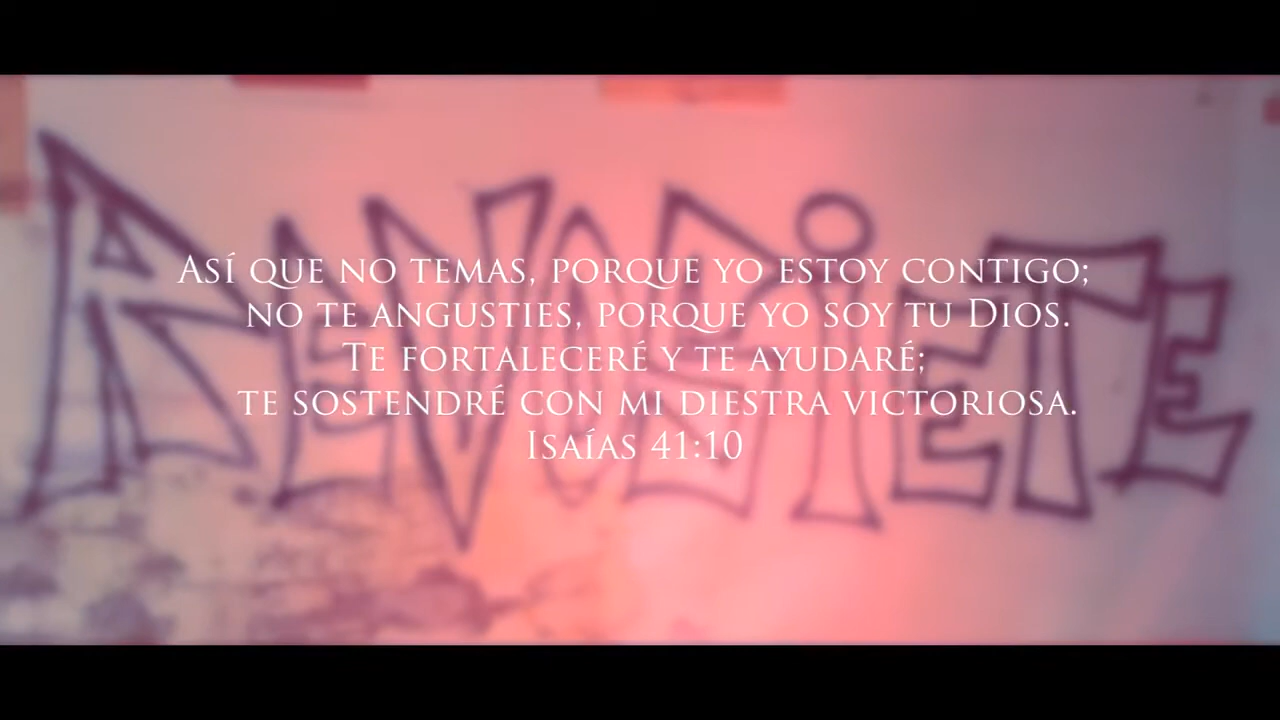 REVOSiETE
Así que no temas, porque yo estoy contigo;
no te angusties, porque yo soy tu Dios.
Te fortaleceré y te ayudaré;
te sostendré con mi diestra victoriosa.
Isaías 41:10